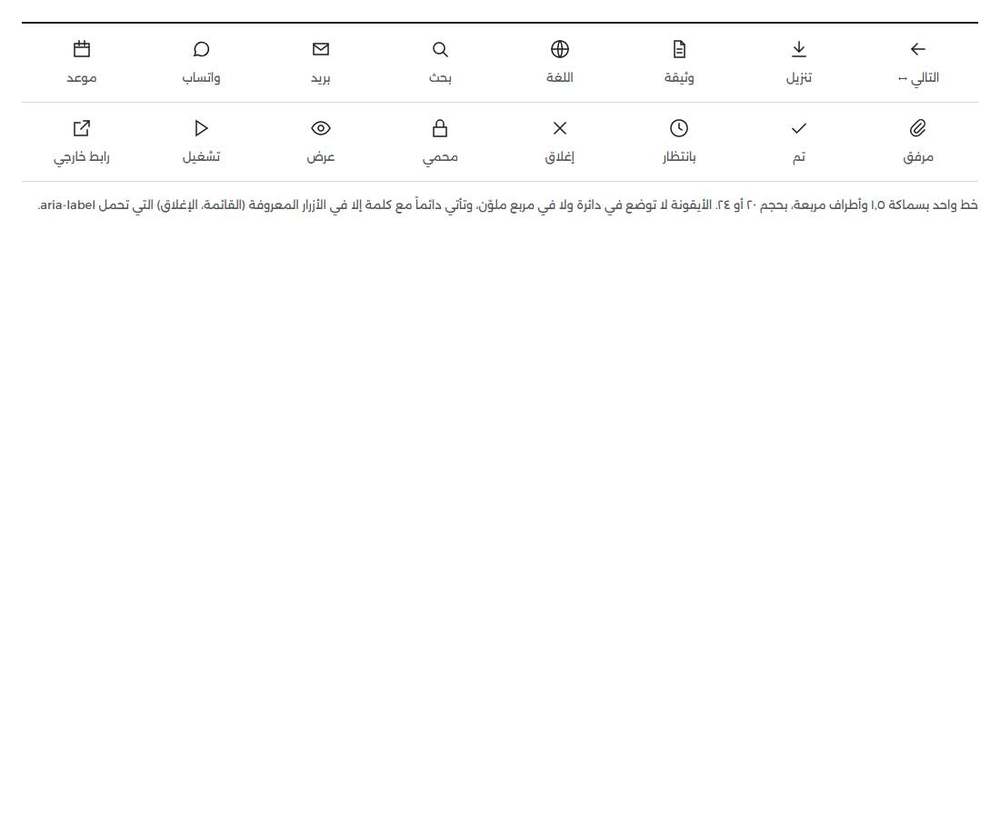 التالي ↔
تنزيل
وثيقة
اللغة
بحث
بريد
واتساب
موعد
مرفق
تم
بانتظار
إغلاق
محمي
عرض
تشغيل
رابط خارجي
خط واحد بسماكة ١,٥ وأطراف مربعة، بحجم ٢٠ أو ٢٤. الأيقونة لا توضع في دائرة ولا في مربع ملوّن، وتأتي دائماً مع كلمة إلا في الأزرار المعروفة (القائمة، الإغلاق) التي تحمل aria-label.